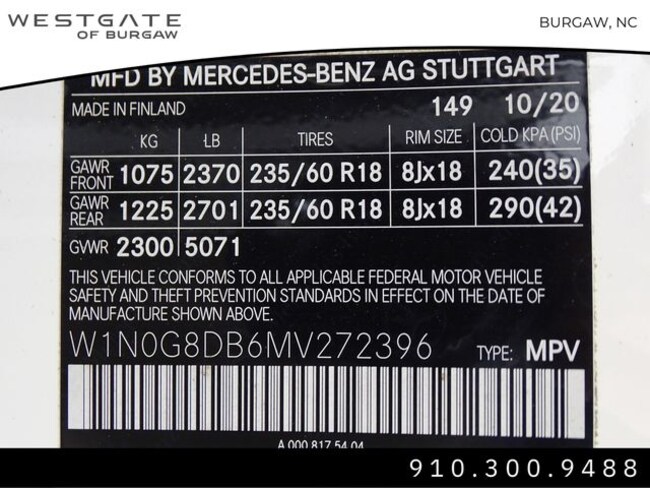 WESTGATE
OF BURGAW
BURGAW, NC
MFD BY MERCEDES-BENZ AG STUTTGART
MADE IN FINLAND 149 10/20
KG LB TIRES RIM SIZE COLD KPA (PSI)
GAWR FRONT 1075 2370 235/60 R18 8Jx18 240(35)
GAWR REAR 1225 2701 235/60 R18 8Jx18 290(42)
GVWR 2300 5071
THIS VEHICLE CONFORMS TO ALL APPLICABLE FEDERAL MOTOR VEHICLE
SAFETY AND THEFT PREVENTION STANDARDS IN EFFECT ON THE DATE OF
MANUFACTURE SHOWN ABOVE.
W1N0G8DB6MV272396 TYPE: MPV
A 000 817 54 04
910.300.9488